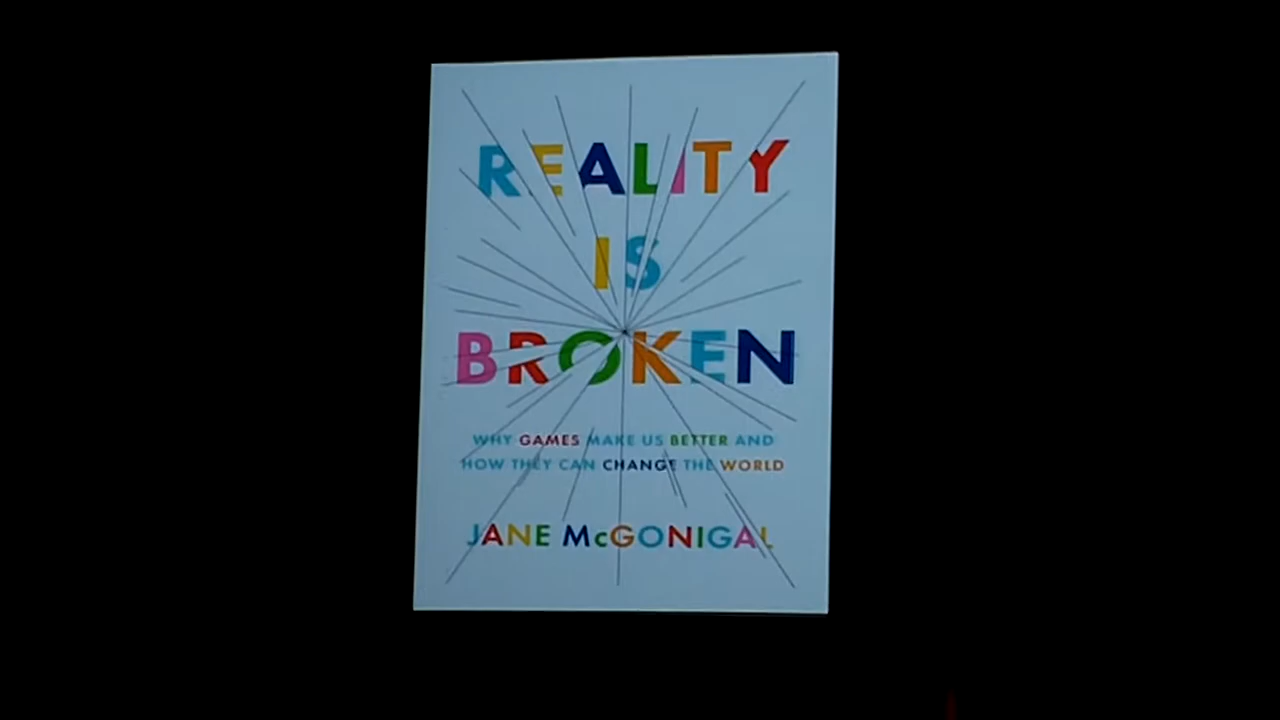 REALITY
IS
BROKEN
WHY GAMES MAKE US BETTER AND
HOW THEY CAN CHANGE THE WORLD
JANE McGONIGAL